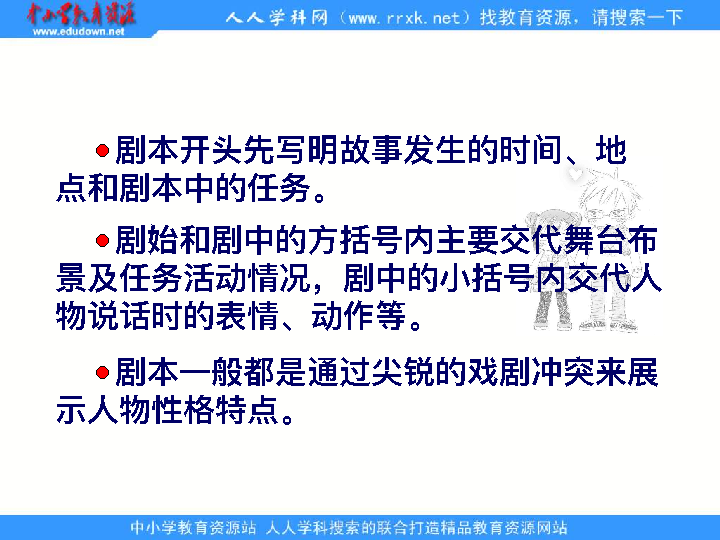 中小学教育资源
www.edudown.net
人人学科网（www.rrxk.net）找教育资源，请搜索一下
●剧本开头先写明故事发生的时间、地
点和剧本中的任务。
●剧始和剧中的方括号内主要交代舞台布
景及任务活动情况，剧中的小括号内交代人
物说话时的表情、动作等。
●剧本一般都是通过尖锐的戏剧冲突来展
示人物性格特点。
中小学教育资源站 人人学科搜索的联合打造精品教育资源网站